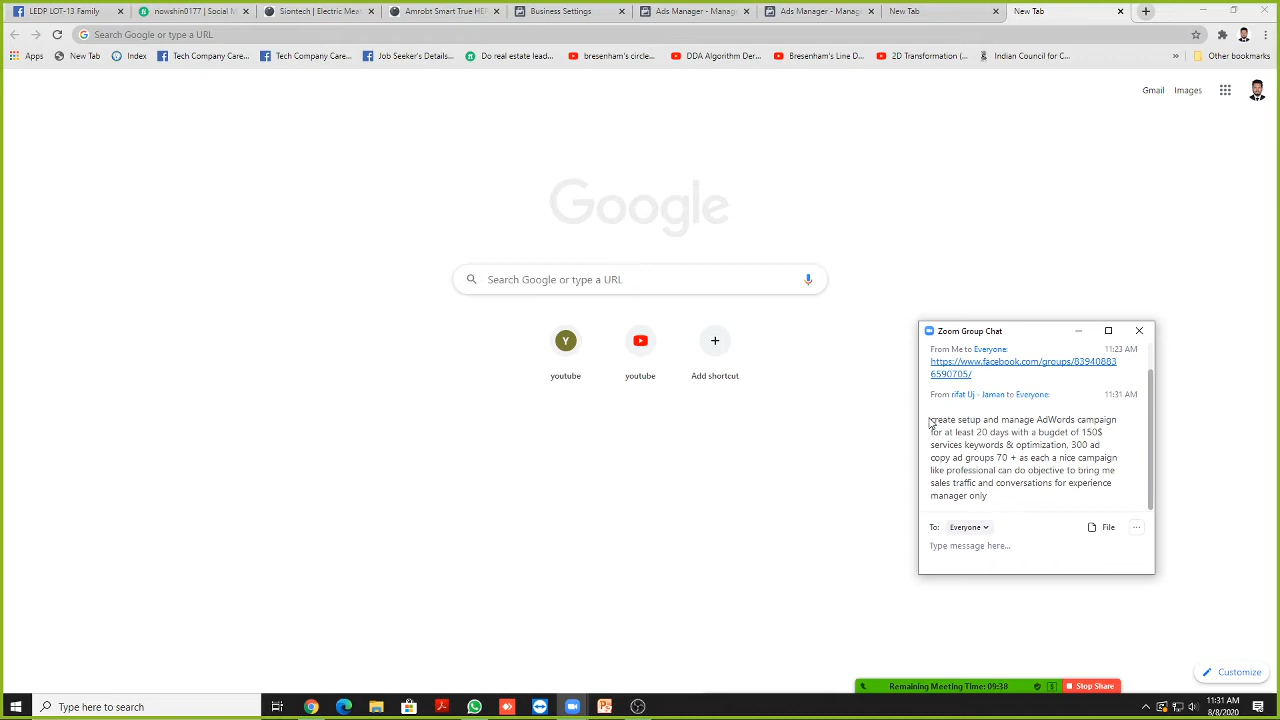 LEDP LOT-13 Family
nowshin0177 | Social M
Siontech | Electric Meat
Amrobt Smart True HEP
Business Settings
Ads Manager - Manage
Ads Manager - Manage
New Tab
New Tab
Search Google or type a URL
Apps
New Tab
Index
Tech Company Care...
Tech Company Care...
Job Seeker's Details...
Do real estate lead...
bresenham's circle...
DDA Algorithm Der...
Bresenham's Line D...
2D Transformation (...
Indian Council for C...
»
Other bookmarks
Gmail
Images
Google
Search Google or type a URL
Y
youtube
youtube
Add shortcut
Zoom Group Chat
From Me to Everyone:
11:23 AM
https://www.facebook.com/groups/83940883
6590705/
From rifat Uj - Jaman to Everyone:
11:31 AM
create setup and manage AdWords campaign
for at least 20 days with a bugdet of 150$
services keywords & optimization, 300 ad
copy ad groups 70 + as each a nice campaign
like professional can do objective to bring me
sales traffic and conversations for experience
manager only
To:
Everyone
File
...
Type message here...
Customize
Remaining Meeting Time: 09:38
Stop Share
Type here to search
11:31 AM
8/8/2020